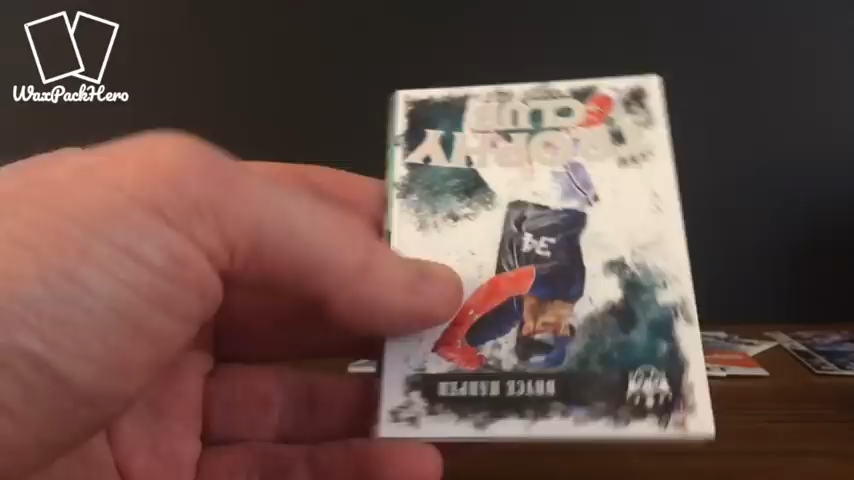 WaxPackHero
TROPHY
CLUB
34
BRYCE HARPER